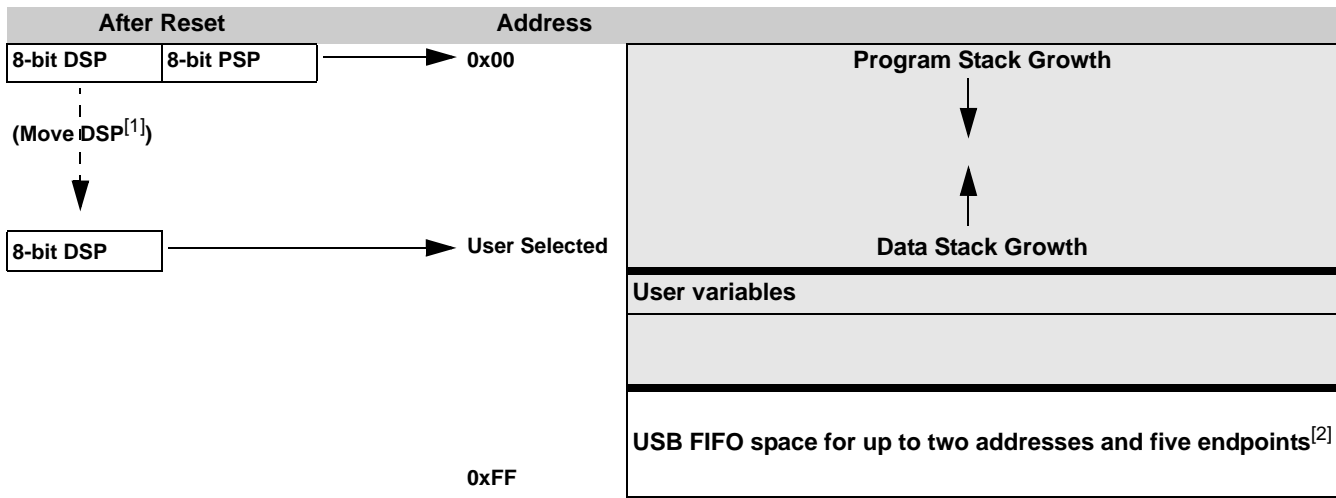 After Reset Address
8-bit DSP 8-bit PSP 0x00 Program Stack Growth
(Move DSP[1])
8-bit DSP User Selected Data Stack Growth
User variables
USB FIFO space for up to two addresses and five endpoints[2]
0xFF